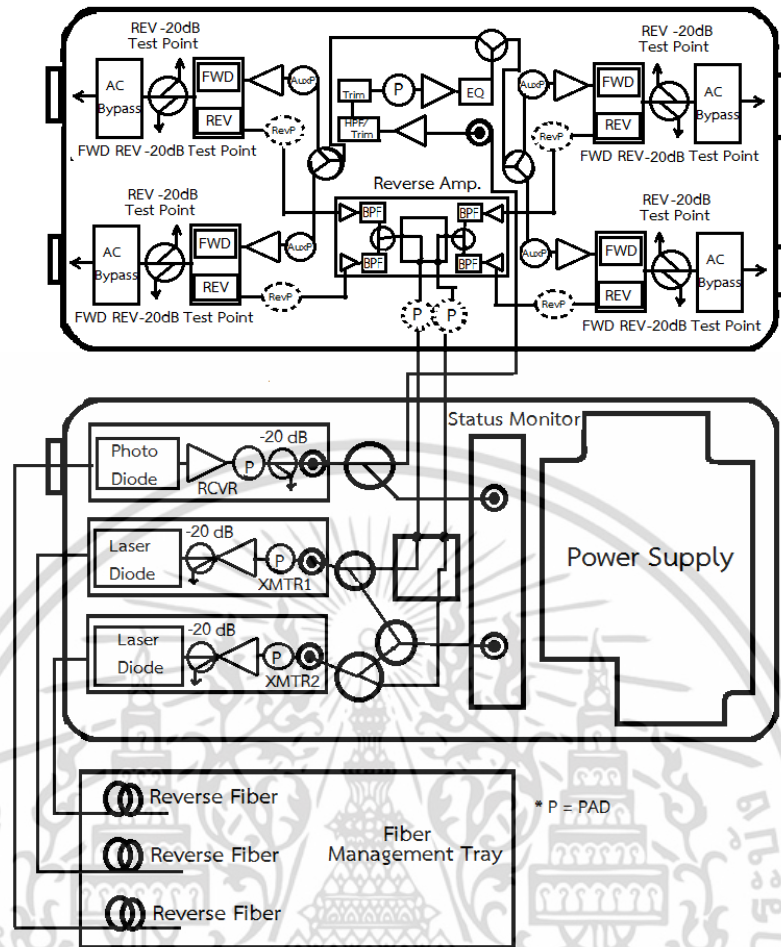 REV -20dB
Test Point
AC
Bypass
FWD
REV
AuxP
RevP
FWD REV-20dB Test Point
REV -20dB
Test Point
AC
Bypass
FWD
REV
AuxP
RevP
FWD REV-20dB Test Point
Trim
P
EQ
HPF/
Trim
Reverse Amp.
BPF
BPF
BPF
BPF
P
P
REV -20dB
Test Point
AuxP
FWD
REV
RevP
AC
Bypass
FWD REV-20dB Test Point
REV -20dB
Test Point
AuxP
FWD
REV
RevP
AC
Bypass
FWD REV-20dB Test Point
Photo
Diode
RCVR
P
-20 dB
Laser
Diode
-20 dB
P
XMTR1
Laser
Diode
-20 dB
P
XMTR2
Status Monitor
Power Supply
Reverse Fiber
Reverse Fiber
Reverse Fiber
Fiber
Management Tray
* P = PAD